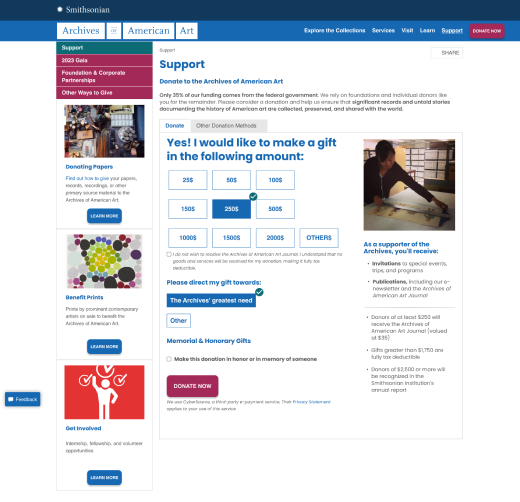 Smithsonian
Archives of American Art
Explore the Collections Services Visit Learn Support DONATE NOW
Support
2023 Gala
Foundation & Corporate
Partnerships
Other Ways to Give
Donating Papers
Find out how to give your papers,
records, recordings, or other
primary source material to the
Archives of American Art.
LEARN MORE
Benefit Prints
Prints by prominent contemporary
artists on sale to benefit the
Archives of American Art.
LEARN MORE
Get Involved
Internship, fellowship, and volunteer
opportunities
LEARN MORE
Feedback
Support
SHARE
Support
Donate to the Archives of American Art
Only 35% of our funding comes from the federal government. We rely on foundations and individual donors like
you for the remainder. Please consider a donation and help us ensure that significant records and untold stories
documenting the history of American art are collected, preserved, and shared with the world.
Donate Other Donation Methods
Yes! I would like to make a gift
in the following amount:
25$ 50$ 100$
150$ 250$ 500$
1000$ 1500$ 2000$ OTHER$
I do not wish to receive the Archives of American Art Journal. I understand that no
goods and services will be received for my donation, making it fully tax
deductible.
Please direct my gift towards:
The Archives' greatest need
Other
Memorial & Honorary Gifts
Make this donation in honor or in memory of someone
DONATE NOW
We use CyberSource, a third party e-payment service. Their Privacy Statement
applies to your use of this service
As a supporter of the
Archives, you'll receive:
• Invitations to special events,
trips, and programs
• Publications, including our e-
newsletter and the Archives of
American Art Journal
• Donors of at least $250 will
receive the Archives of
American Art Journal (valued
at $35)
• Gifts greater than $1,750 are
fully tax deductible
• Donors of $2,500 or more will
be recognized in the
Smithsonian Institution's
annual report